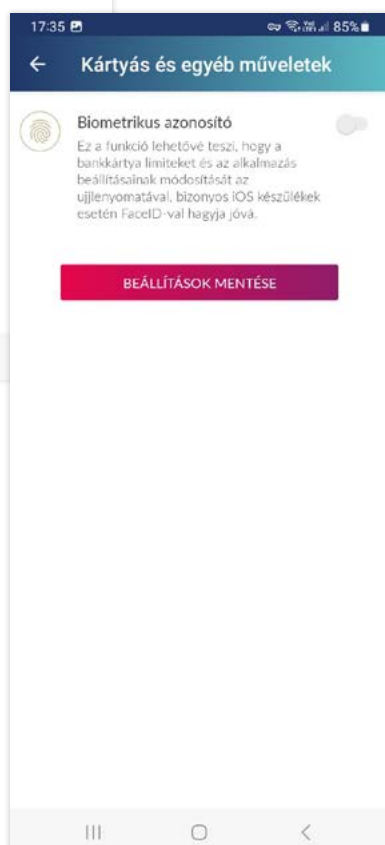 17:35 85%
Kártyás és egyéb műveletek
Biometrikus azonosító
Ez a funkció lehetővé teszi, hogy a
bankkártya limiteket és az alkalmazás
beállításainak módosítását az
ujjlenyomatával, bizonyos iOS készülékek
esetén FaceID-val hagyja jóvá.
BEÁLLÍTÁSOK MENTÉSE